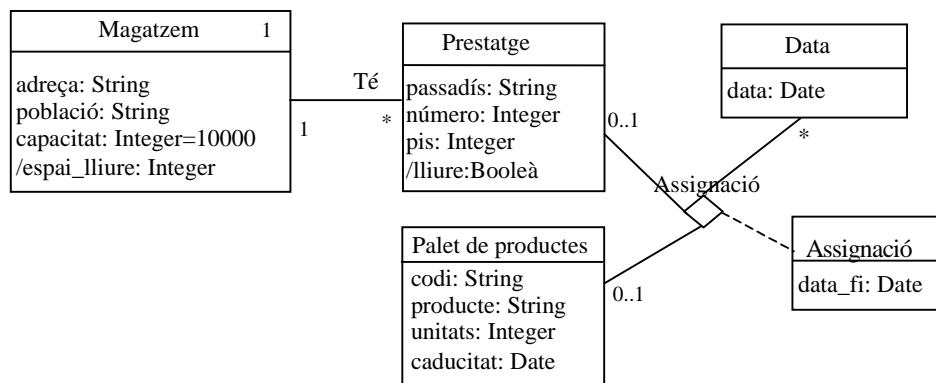 Magatzem 1
adreça: String
població: String
capacitat: Integer=10000
/espai_lliure: Integer
Té
1
*
Prestatge
passadís: String
número: Integer
pis: Integer
/lliure:Booleà
0..1
Data
data: Date
*
Assignació
Palet de productes
codi: String
producte: String
unitats: Integer
caducitat: Date
0..1
Assignació
data_fi: Date